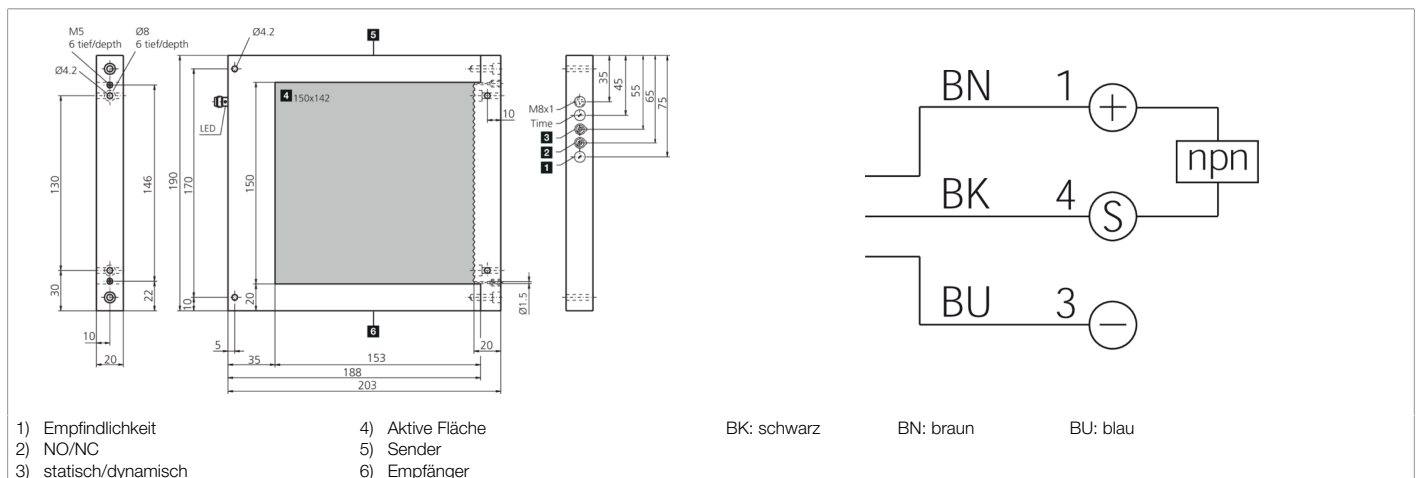 M5
6 tief/depth
Ø8
6 tief/depth
Ø4.2
130
146
30
22
10
20
Ø4.2
5
4 150x142
LED
190
170
150
10
20
10
5
35
153
20
188
203
Ø1.5
6
35
45
55
65
75
M8x1
Time
3
2
1
BN 1 +
npn
BK 4 S
BU 3 −
1) Empfindlichkeit
2) NO/NC
3) statisch/dynamisch
4) Aktive Fläche
5) Sender
6) Empfänger
BK: schwarz BN: braun BU: blau